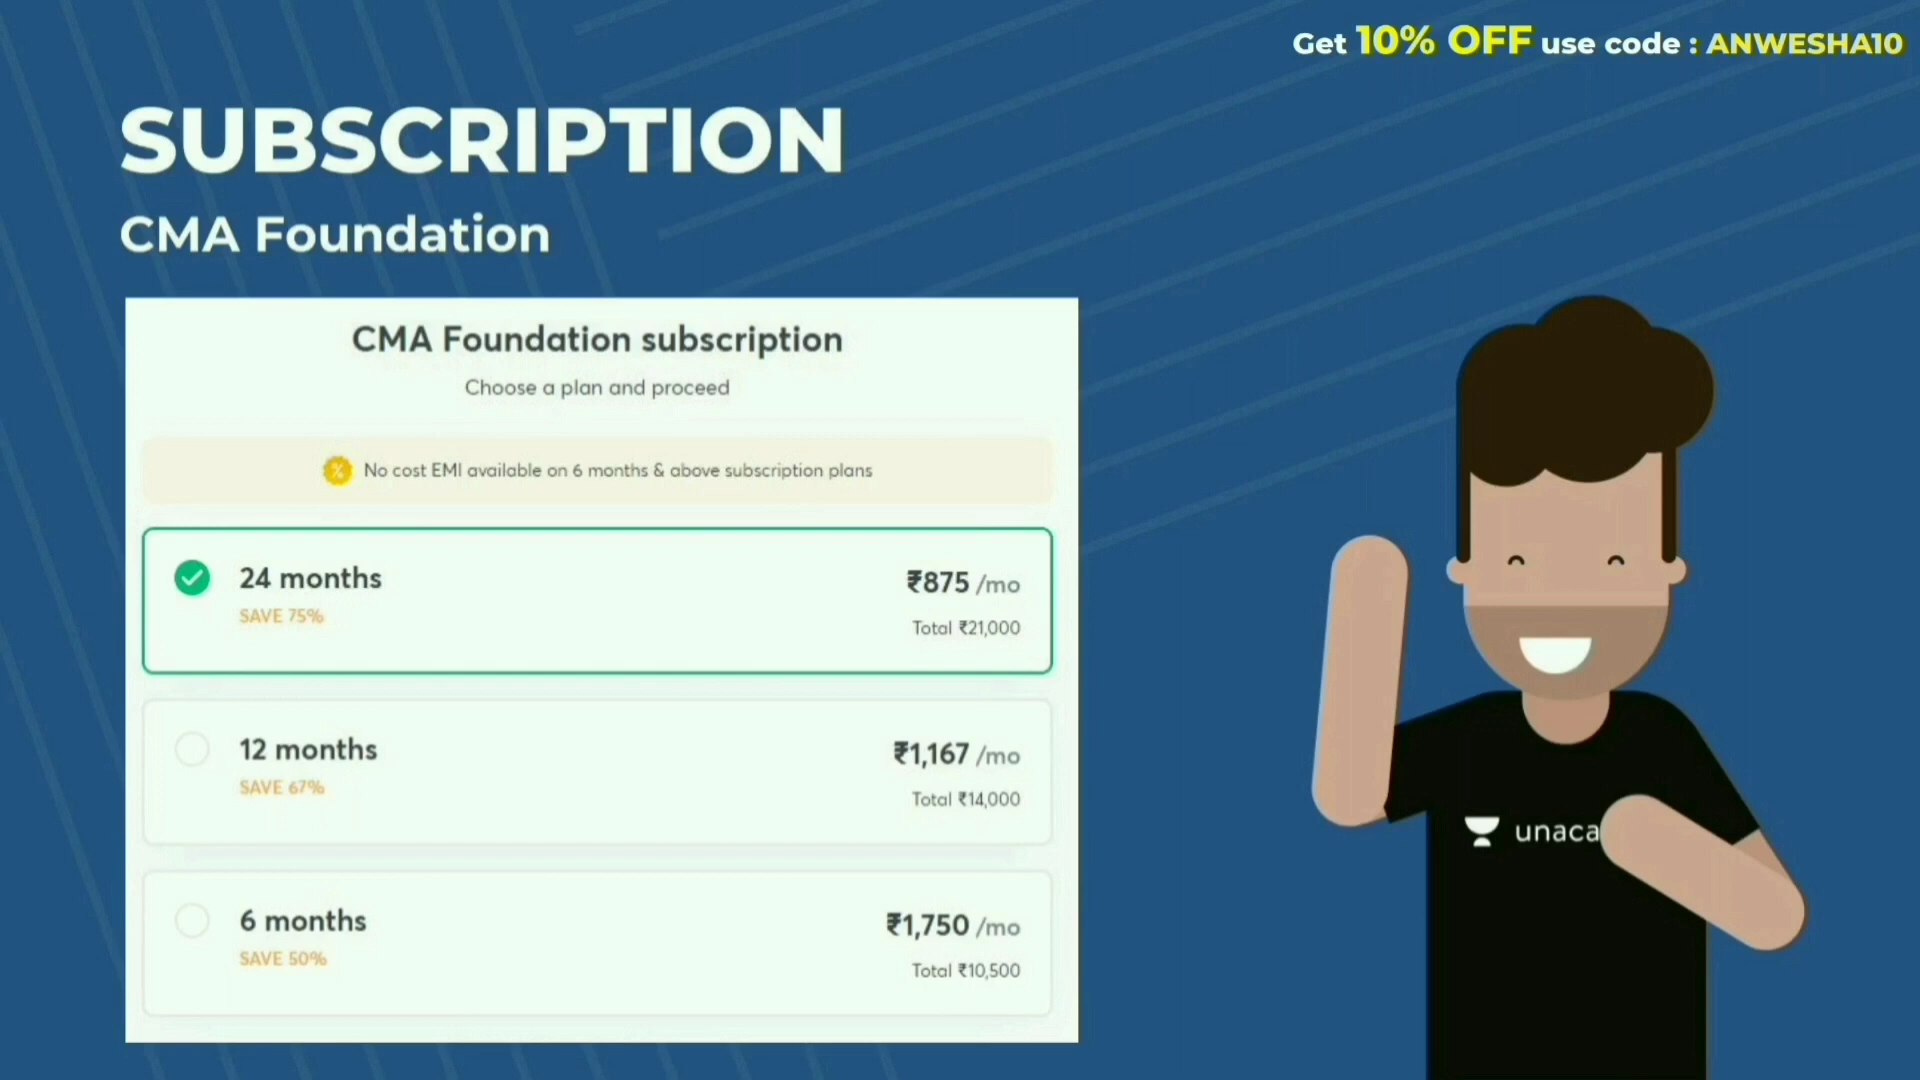 Get 10% OFF use code : ANWESHA10
SUBSCRIPTION
CMA Foundation
CMA Foundation subscription
Choose a plan and proceed
% No cost EMI available on 6 months & above subscription plans
24 months
₹875 /mo
SAVE 75%
Total ₹21,000
12 months
₹1,167 /mo
SAVE 67%
Total ₹14,000
6 months
₹1,750 /mo
SAVE 50%
Total ₹10,500
unaca